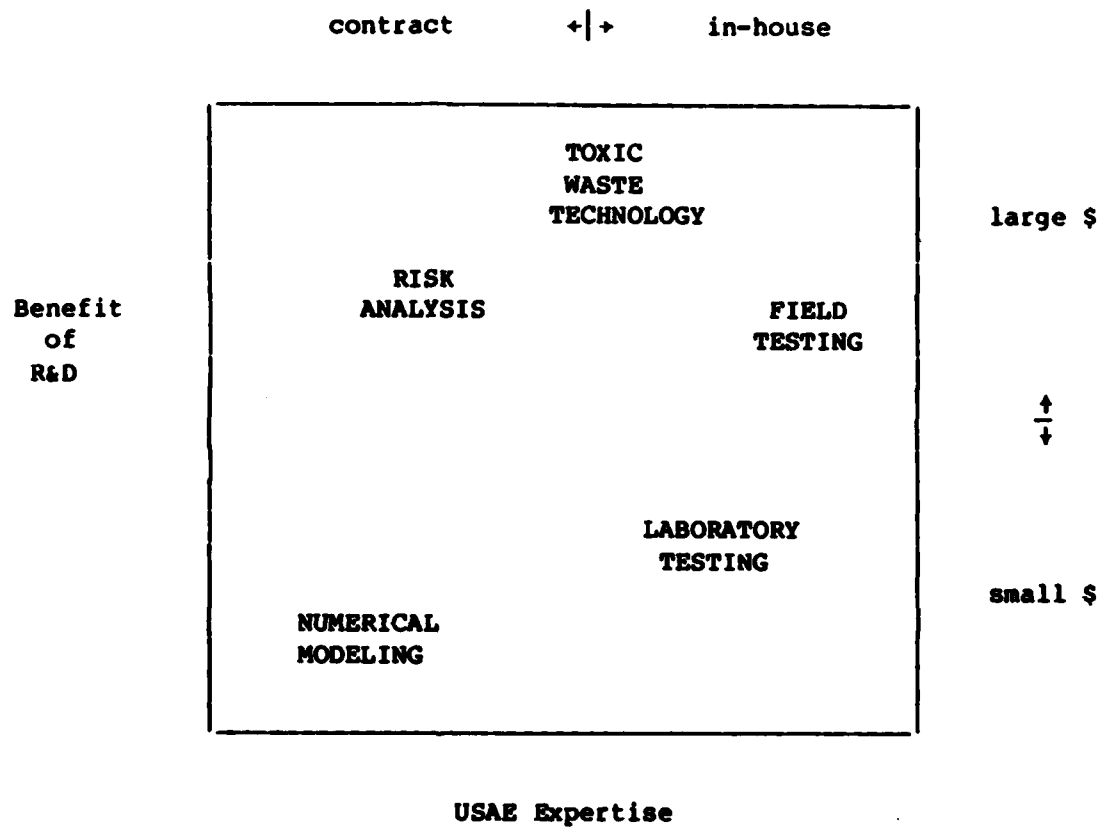 contract ←|→ in-house
TOXIC
WASTE
TECHNOLOGY
large $
RISK
ANALYSIS
Benefit
of
R&D
FIELD
TESTING
LABORATORY
TESTING
small $
NUMERICAL
MODELING
USAE Expertise